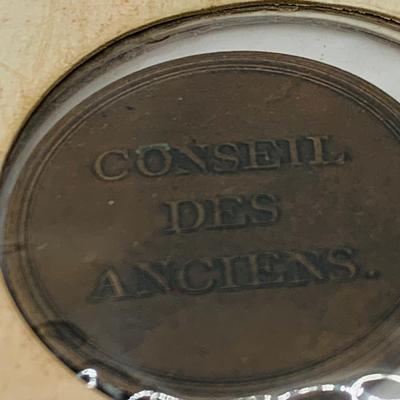 CONSEIL
DES
ANCIENS.